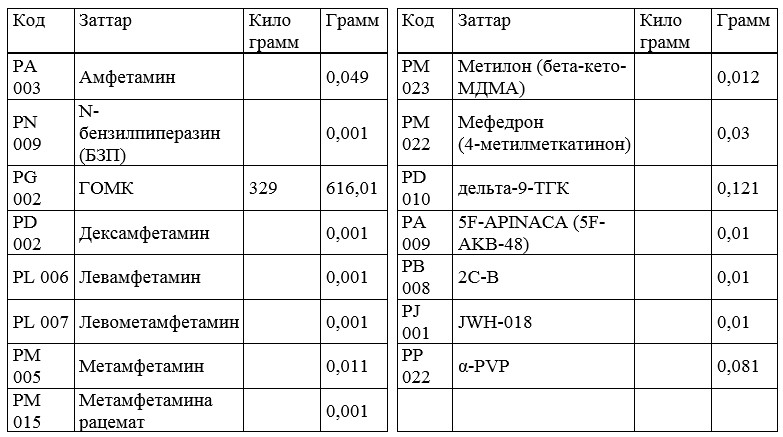 Код Заттар Кило грамм Грамм
PA 003 Амфетамин 0,049
PN 009 N-бензилпиперазин (БЗП) 0,001
PG 002 ГОМК 329 616,01
PD 002 Дексамфетамин 0,001
PL 006 Левамфетамин 0,001
PL 007 Левометамфетамин 0,001
PM 005 Метамфетамин 0,011
PM 015 Метамфетамина рацемат 0,001
Код Заттар Кило грамм Грамм
PM 023 Метилон (бета-кето-МДМА) 0,012
PM 022 Мефедрон (4-метилметкатинон) 0,03
PD 010 дельта-9-ТГК 0,121
PA 009 5F-APINACA (5F-AKB-48) 0,01
PB 008 2C-B 0,01
PJ 001 JWH-018 0,01
PP 022 α-PVP 0,081